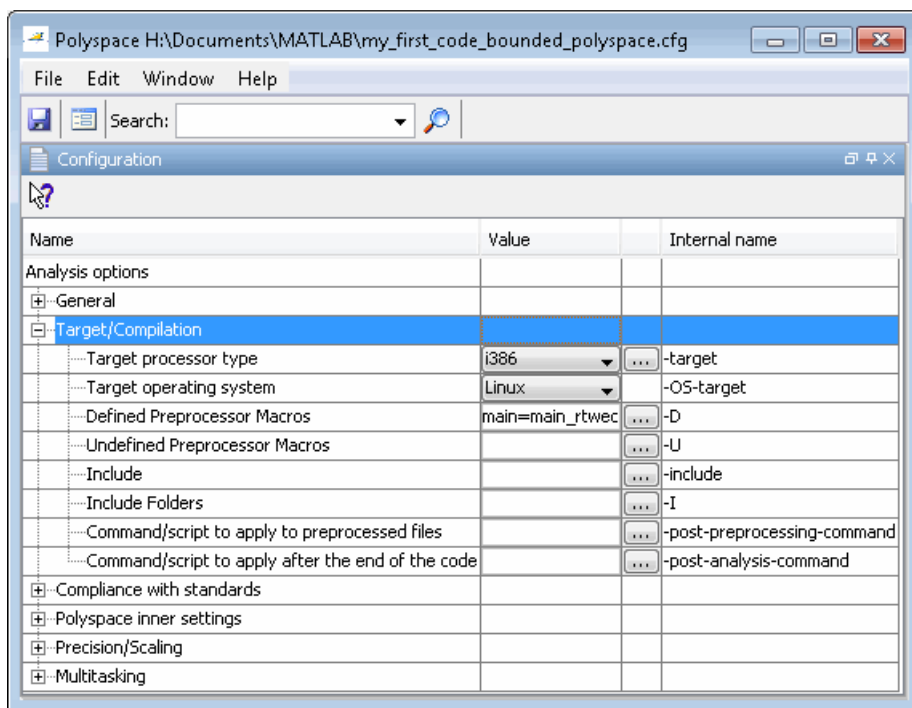 Polyspace H:\Documents\MATLAB\my_first_code_bounded_polyspace.cfg
File Edit Window Help
Search:
Configuration
Name Value Internal name
Analysis options
General
Target/Compilation
Target processor type i386 ... -target
Target operating system Linux -OS-target
Defined Preprocessor Macros main=main_rtwec ... -D
Undefined Preprocessor Macros ... -U
Include ... -include
Include Folders ... -I
Command/script to apply to preprocessed files ... -post-preprocessing-command
Command/script to apply after the end of the code ... -post-analysis-command
Compliance with standards
Polyspace inner settings
Precision/Scaling
Multitasking